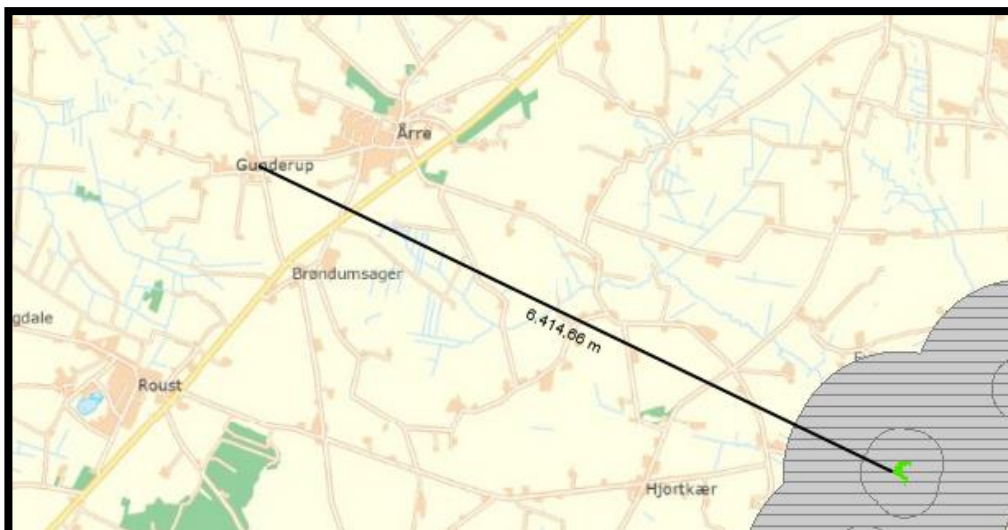 Årre
Gunderup
Brøndumsager
gdale
6.414,66 m
Roust
Hjortkær